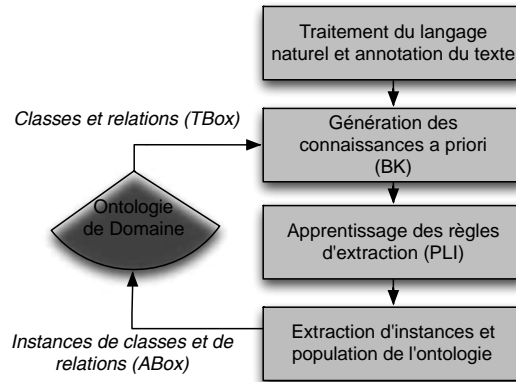 Traitement du langage
naturel et annotation du texte
Classes et relations (TBox)
Génération des
connaissances a priori
(BK)
Ontologie
de Domaine
Apprentissage des règles
d'extraction (PLI)
Instances de classes et de
relations (ABox)
Extraction d'instances et
population de l'ontologie